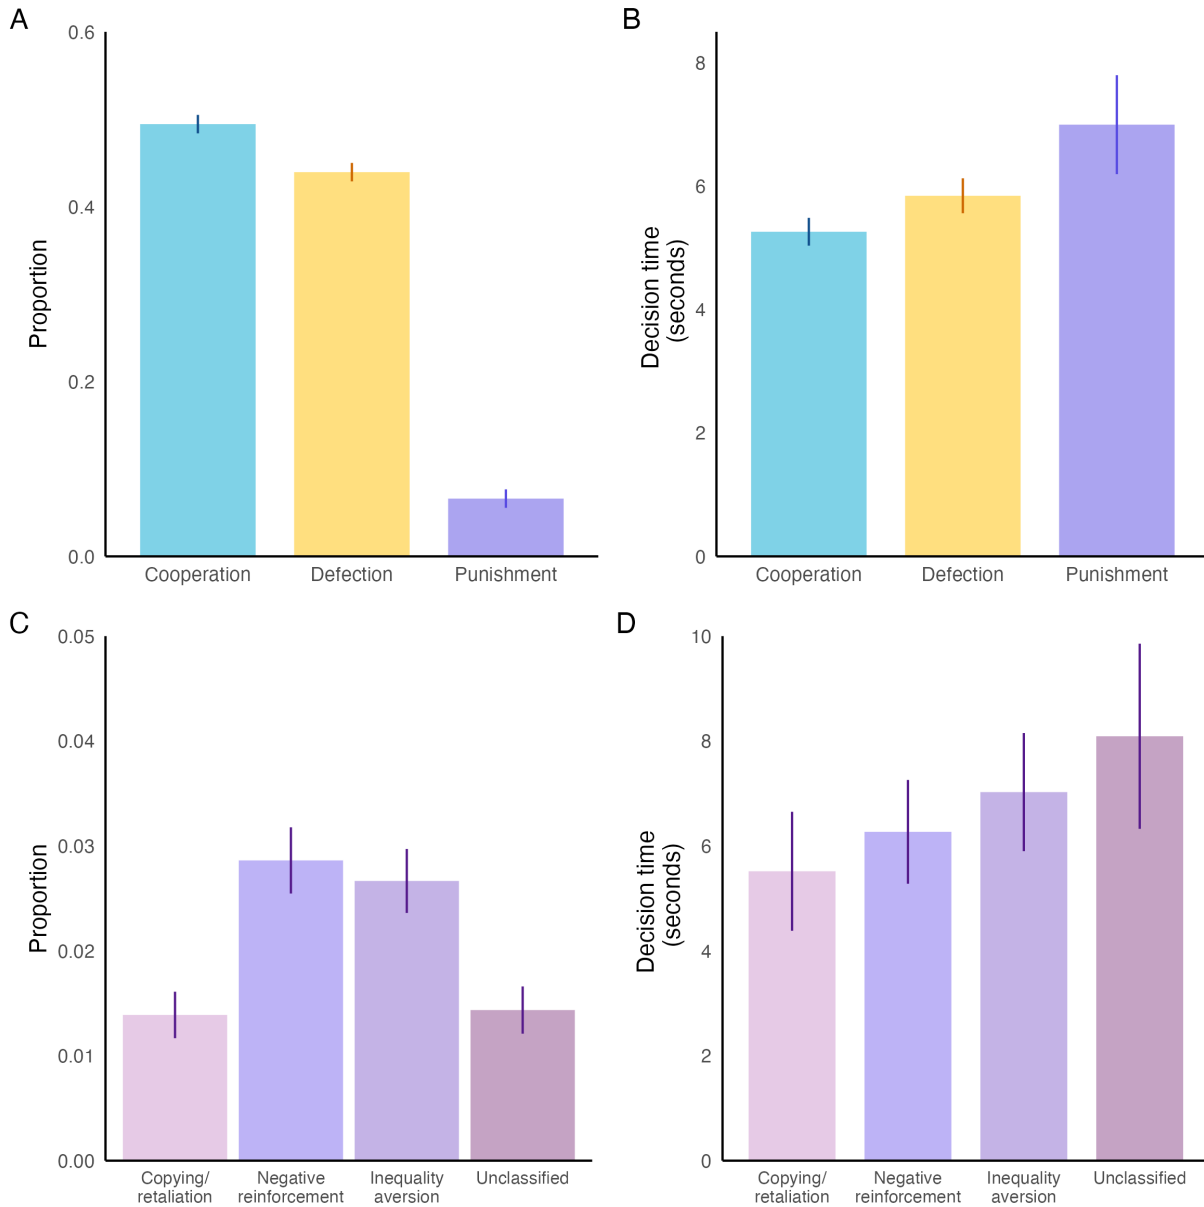 A
0.6
0.4
0.2
0.0
Proportion
Cooperation
Defection
Punishment
B
8
6
4
2
0
Decision time
(seconds)
Cooperation
Defection
Punishment
C
0.05
0.04
0.03
0.02
0.01
0.00
Proportion
Copying/
retaliation
Negative
reinforcement
Inequality
aversion
Unclassified
D
10
8
6
4
2
0
Decision time
(seconds)
Copying/
retaliation
Negative
reinforcement
Inequality
aversion
Unclassified